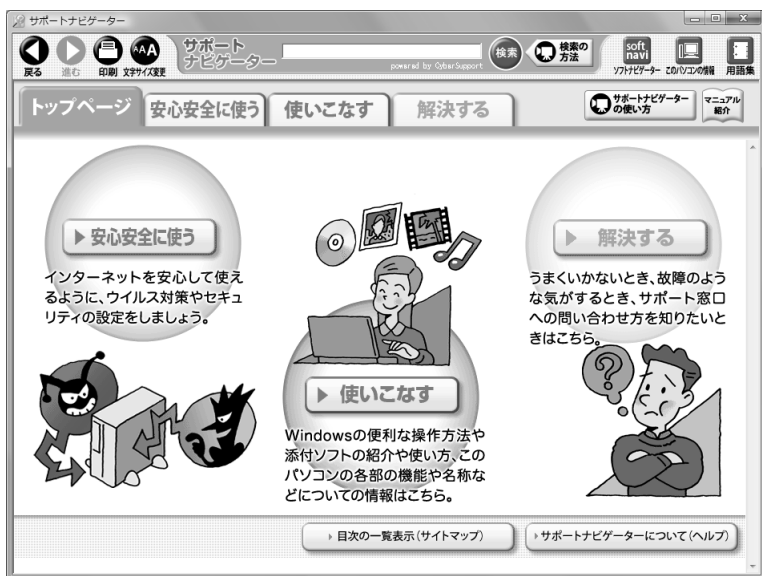 サポートナビゲーター
戻る
進む
印刷
AAA
文字サイズ変更
サポート
ナビゲーター
powered by CyberSupport
検索
検索の
方法
soft
navi
ソフトナビゲーター
このパソコンの情報
用語集
トップページ
安心安全に使う
使いこなす
解決する
サポートナビゲーター
の使い方
マニュアル
紹介
安心安全に使う
インターネットを安心して使え
るように、ウイルス対策やセキュ
リティの設定をしましょう。
使いこなす
Windowsの便利な操作方法や
添付ソフトの紹介や使い方、この
パソコンの各部の機能や名称な
どについての情報はこちら。
解決する
うまくいかないとき、故障のよう
な気がするとき、サポート窓口
への問い合わせ方を知りたいと
きはこちら。
?
目次の一覧表示(サイトマップ)
サポートナビゲーターについて(ヘルプ)